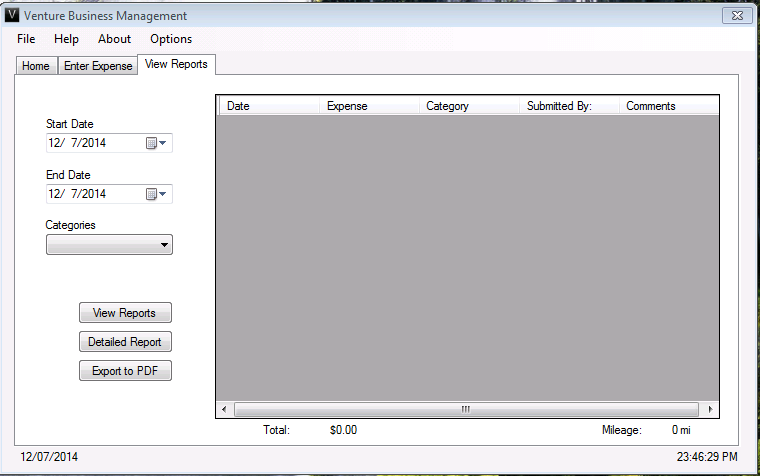 V Venture Business Management
File Help About Options
Home Enter Expense View Reports
Date Expense Category Submitted By: Comments
Start Date
12/ 7/2014
End Date
12/ 7/2014
Categories
View Reports
Detailed Report
Export to PDF
Total: $0.00 Mileage: 0 mi
12/07/2014 23:46:29 PM